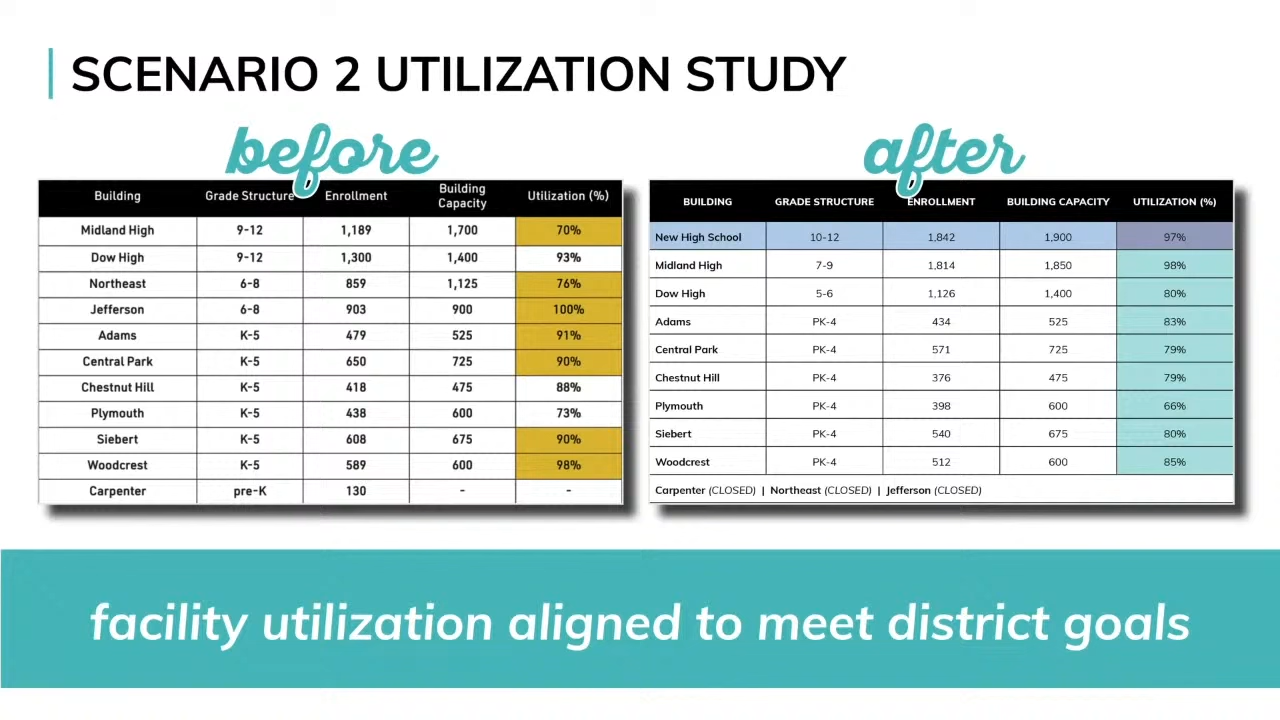 SCENARIO 2 UTILIZATION STUDY
before
Building Grade Structure Enrollment Building Capacity Utilization (%)
Midland High 9-12 1,189 1,700 70%
Dow High 9-12 1,300 1,400 93%
Northeast 6-8 859 1,125 76%
Jefferson 6-8 903 900 100%
Adams K-5 479 525 91%
Central Park K-5 650 725 90%
Chestnut Hill K-5 418 475 88%
Plymouth K-5 438 600 73%
Siebert K-5 608 675 90%
Woodcrest K-5 589 600 98%
Carpenter pre-K 130 - -
after
BUILDING GRADE STRUCTURE ENROLLMENT BUILDING CAPACITY UTILIZATION (%)
New High School 10-12 1,842 1,900 97%
Midland High 7-9 1,814 1,850 98%
Dow High 5-6 1,126 1,400 80%
Adams PK-4 434 525 83%
Central Park PK-4 571 725 79%
Chestnut Hill PK-4 376 475 79%
Plymouth PK-4 398 600 66%
Siebert PK-4 540 675 80%
Woodcrest PK-4 512 600 85%
Carpenter (CLOSED) | Northeast (CLOSED) | Jefferson (CLOSED)
facility utilization aligned to meet district goals